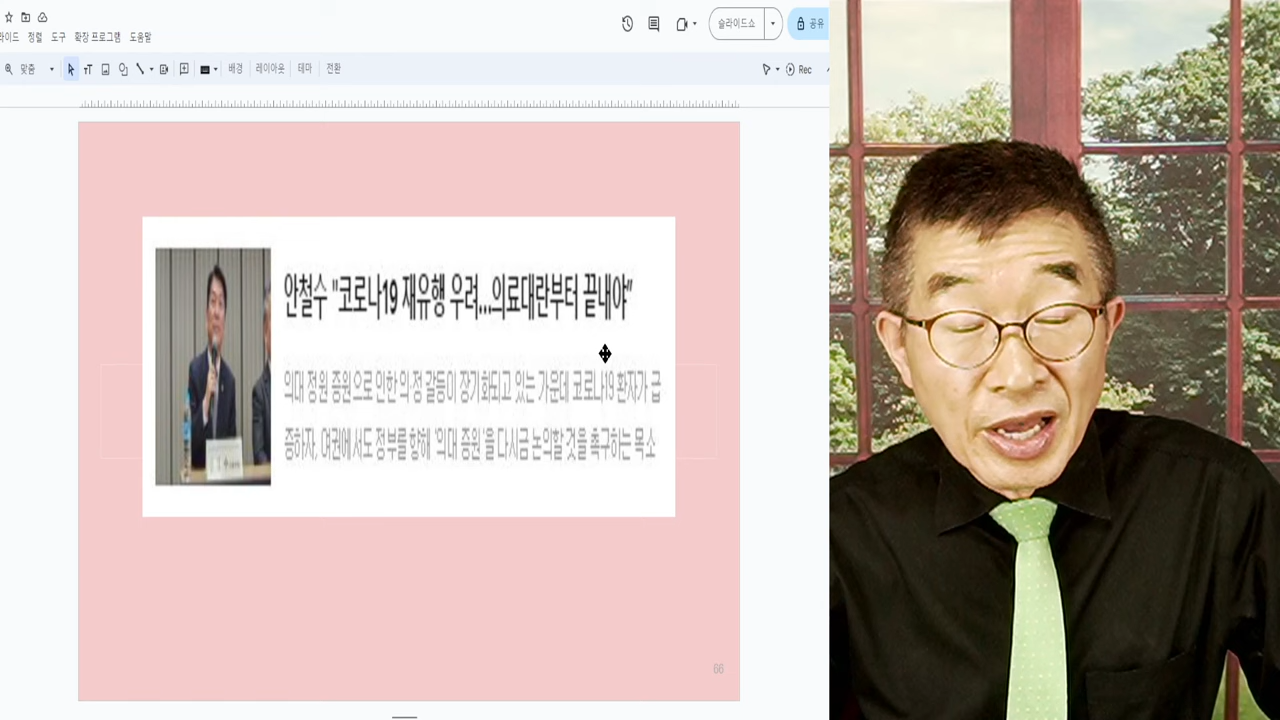 라이드 정렬 도구 확장 프로그램 도움말
슬라이드쇼
공유
맞춤
배경 레이아웃 테마 전환
Rec
안철수 "코로나19 재유행 우려...의료대란부터 끝내야"
의대 정원 증원으로 인한 의·정 갈등이 장기화되고 있는 가운데 코로나19 환자가 급
증하자, 여권에서도 정부를 향해 '의대 증원'을 다시금 논의할 것을 촉구하는 목소
66